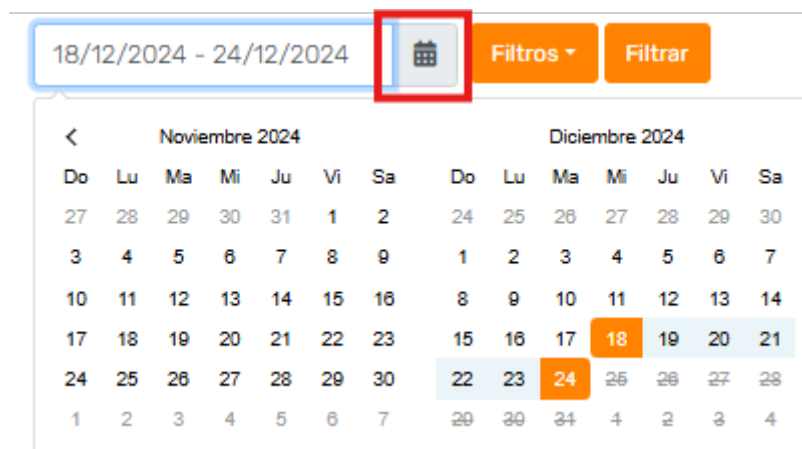 18/12/2024 - 24/12/2024 Filtros Filtrar
Noviembre 2024 Diciembre 2024
Do Lu Ma Mi Ju Vi Sa Do Lu Ma Mi Ju Vi Sa
27 28 29 30 31 1 2 24 25 26 27 28 29 30
3 4 5 6 7 8 9 1 2 3 4 5 6 7
10 11 12 13 14 15 16 8 9 10 11 12 13 14
17 18 19 20 21 22 23 15 16 17 18 19 20 21
24 25 26 27 28 29 30 22 23 24 25 26 27 28
1 2 3 4 5 6 7 29 30 31 1 2 3 4